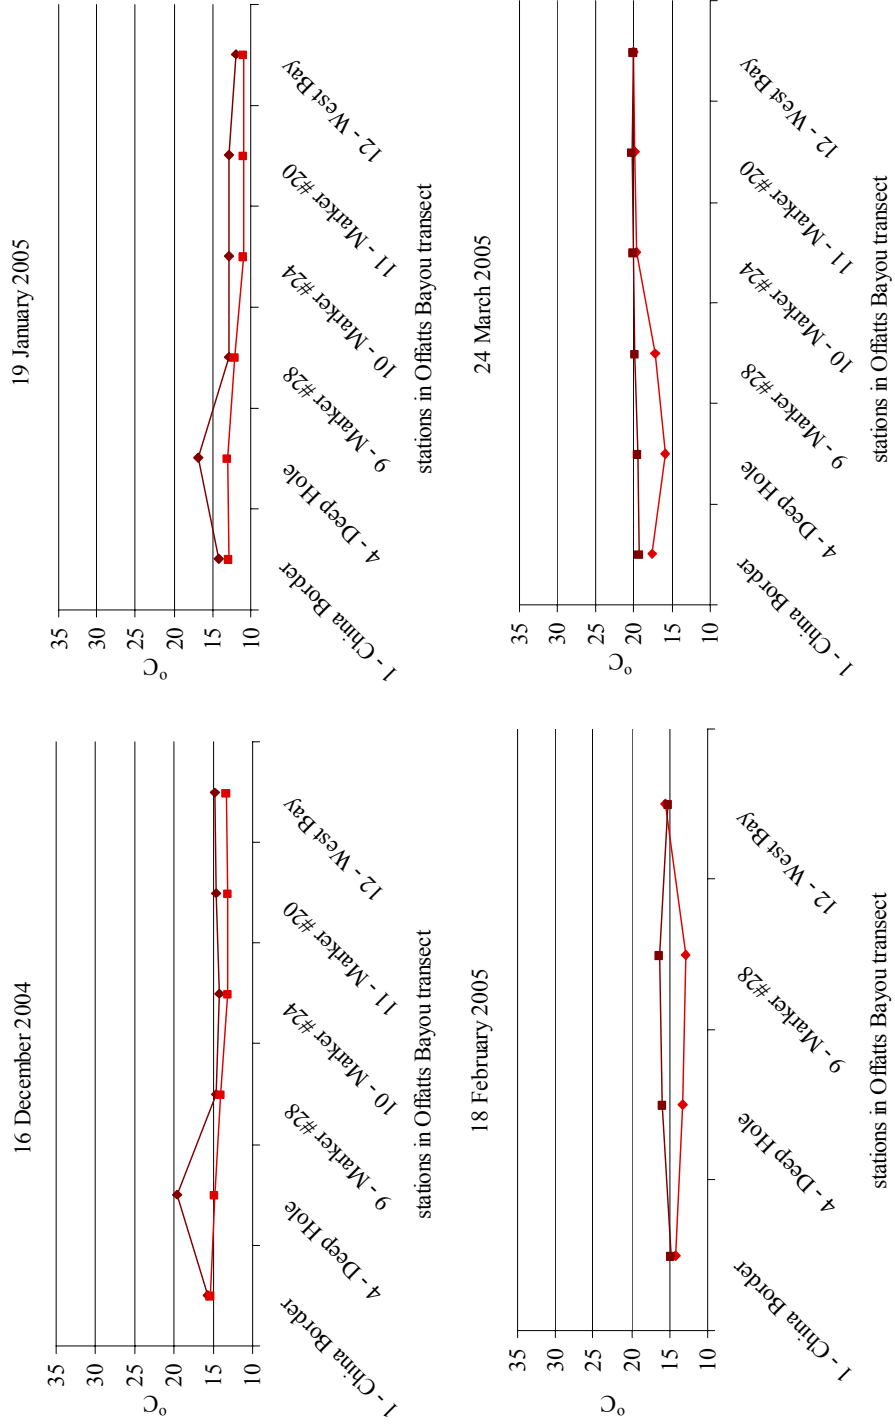 16 December 2004
35
30
25
20
15
10
°C
1 - China Border
4 - Deep Hole
9 - Marker #28
10 - Marker #24
11 - Marker #20
12 - West Bay
stations in Offatts Bayou transect
19 January 2005
35
30
25
20
15
10
°C
1 - China Border
4 - Deep Hole
9 - Marker #28
10 - Marker #24
11 - Marker #20
12 - West Bay
stations in Offatts Bayou transect
18 February 2005
35
30
25
20
15
10
°C
1 - China Border
4 - Deep Hole
9 - Marker #28
12 - West Bay
stations in Offatts Bayou transect
24 March 2005
35
30
25
20
15
10
°C
1 - China Border
4 - Deep Hole
9 - Marker #28
10 - Marker #24
11 - Marker #20
12 - West Bay
stations in Offatts Bayou transect